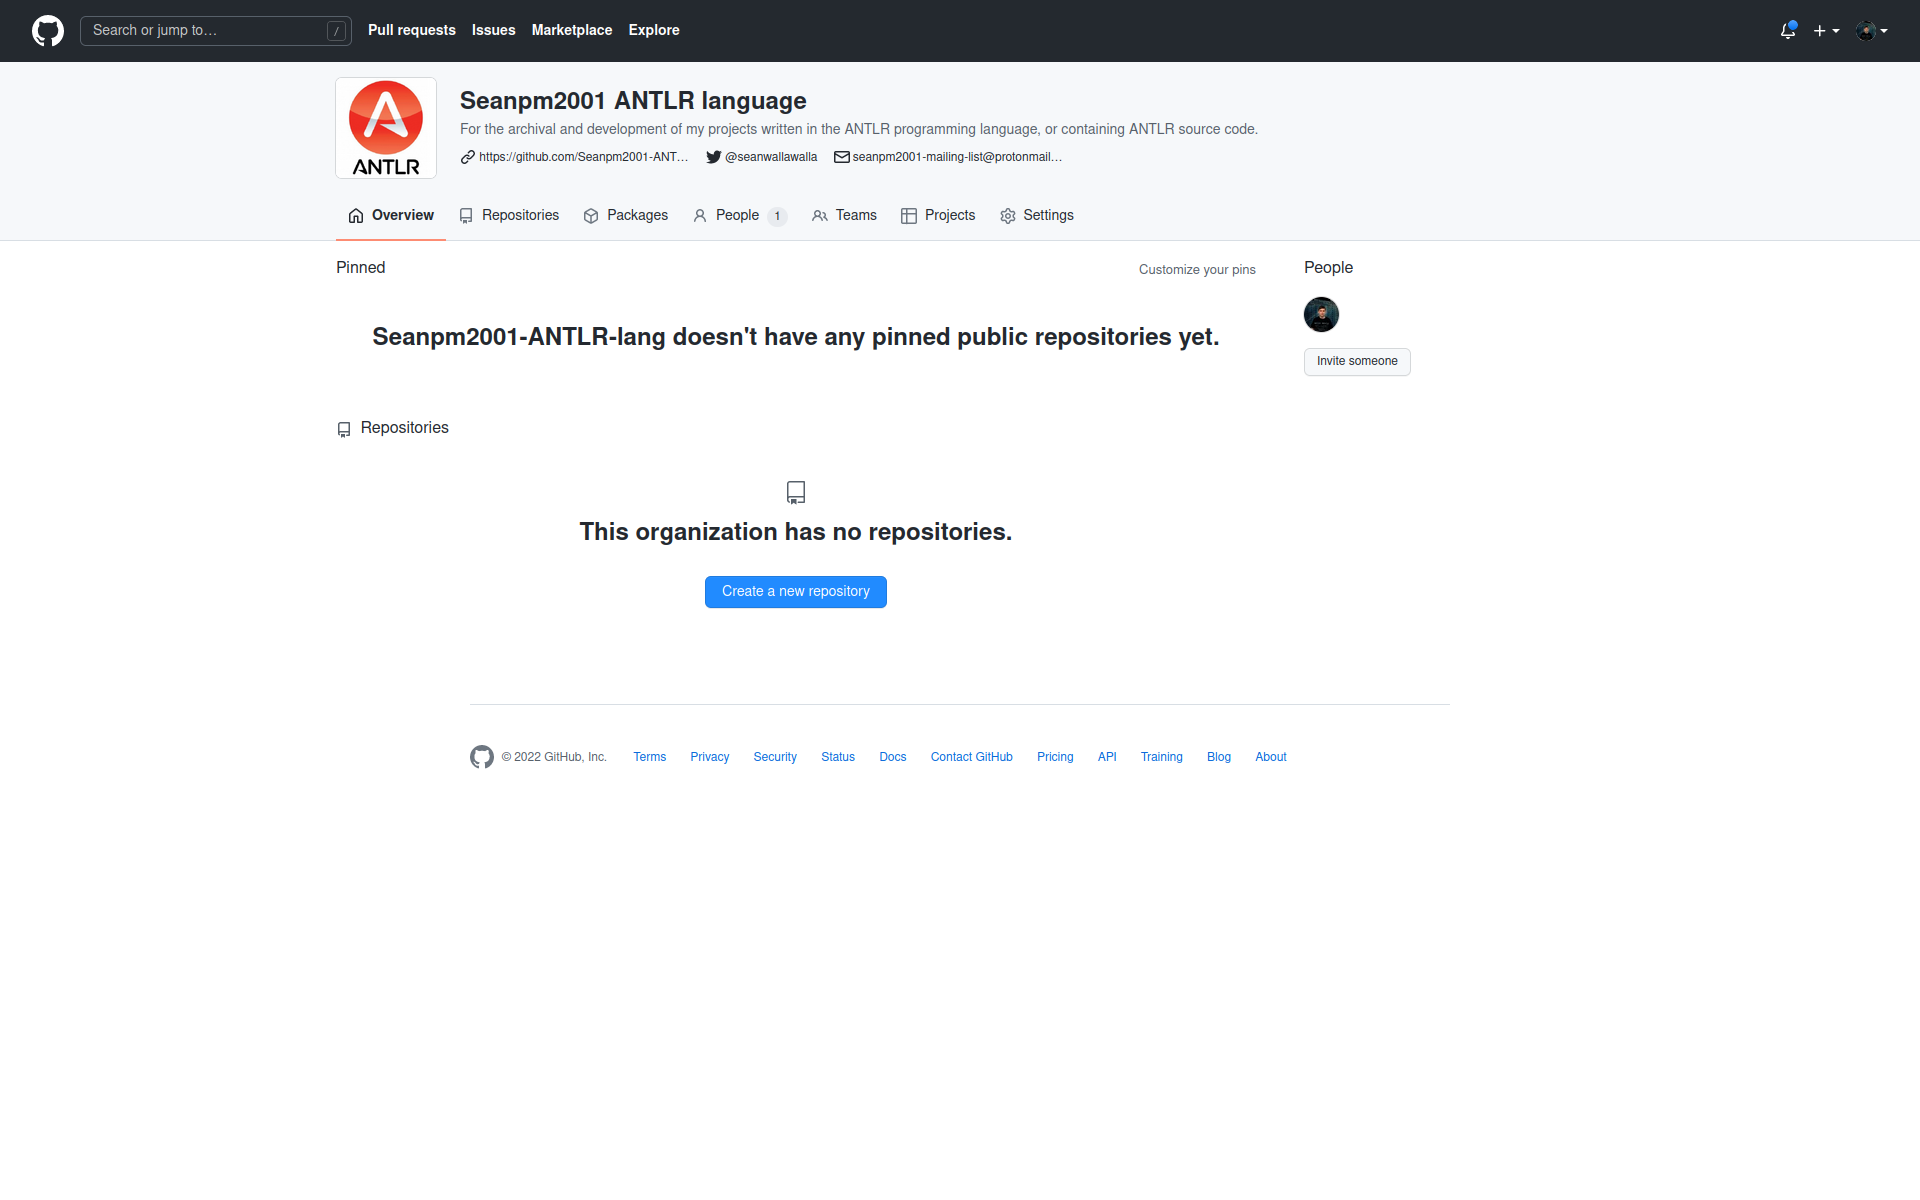 Search or jump to… /
Pull requests Issues Marketplace Explore
ANTLR
Seanpm2001 ANTLR language
For the archival and development of my projects written in the ANTLR programming language, or containing ANTLR source code.
https://github.com/Seanpm2001-ANT… @seanwallawalla seanpm2001-mailing-list@protonmail…
Overview Repositories Packages People 1 Teams Projects Settings
Pinned
Customize your pins
Seanpm2001-ANTLR-lang doesn't have any pinned public repositories yet.
People
Invite someone
Repositories
This organization has no repositories.
Create a new repository
© 2022 GitHub, Inc. Terms Privacy Security Status Docs Contact GitHub Pricing API Training Blog About